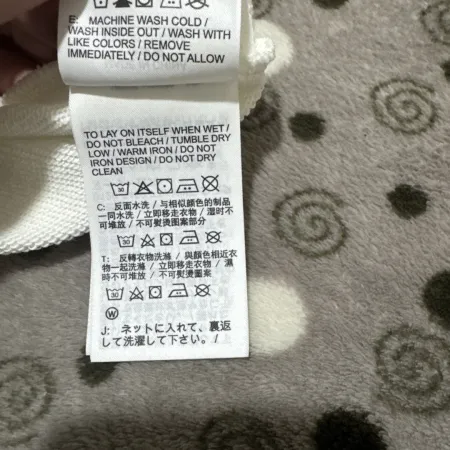 E: MACHINE WASH COLD /
WASH INSIDE OUT / WASH WITH
LIKE COLORS / REMOVE
IMMEDIATELY / DO NOT ALLOW
TO LAY ON ITSELF WHEN WET /
DO NOT BLEACH / TUMBLE DRY
LOW / WARM IRON / DO NOT
IRON DESIGN / DO NOT DRY
CLEAN
30
C: 反面水洗 / 与相似颜色的制品
一同水洗 / 立即移走衣物 / 湿时不
可堆放 / 不可熨烫图案部分
30
T: 反轉衣物洗滌 / 與顏色相近衣
物一起洗滌 / 立即移走衣物 / 濕
時不可堆放 / 不可熨燙圖案
30
W
J: ネットに入れて、裏返
して洗濯して下さい。/